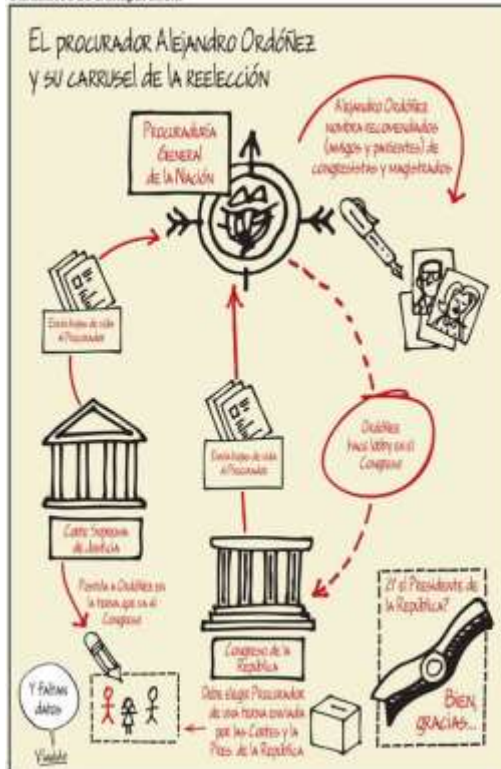 EL PROCURADOR ALEJANDRO ORDÓÑEZ
Y SU CARRUSEL DE LA REELECCIÓN
PROCURADURÍA
GENERAL
DE LA NACIÓN
ALEJANDRO ORDÓÑEZ
NOMBRA RECOMENDADOS
(AMIGOS Y PARIENTES) DE
CONGRESISTAS Y MAGISTRADOS
Envía hojas de vida
al Procurador
Envía hojas de vida
al Procurador
Ordóñez
hace lobby en el
Congreso
Corte Suprema
de Justicia
Postula a Ordóñez en
la terna que va al
Congreso
Congreso de la
República
Debe elegir Procurador
de una terna enviada
por las Cortes y la
Pres. de la República
¿Y el Presidente
de la República?
BIEN,
GRACIAS...
Y faltan
datos